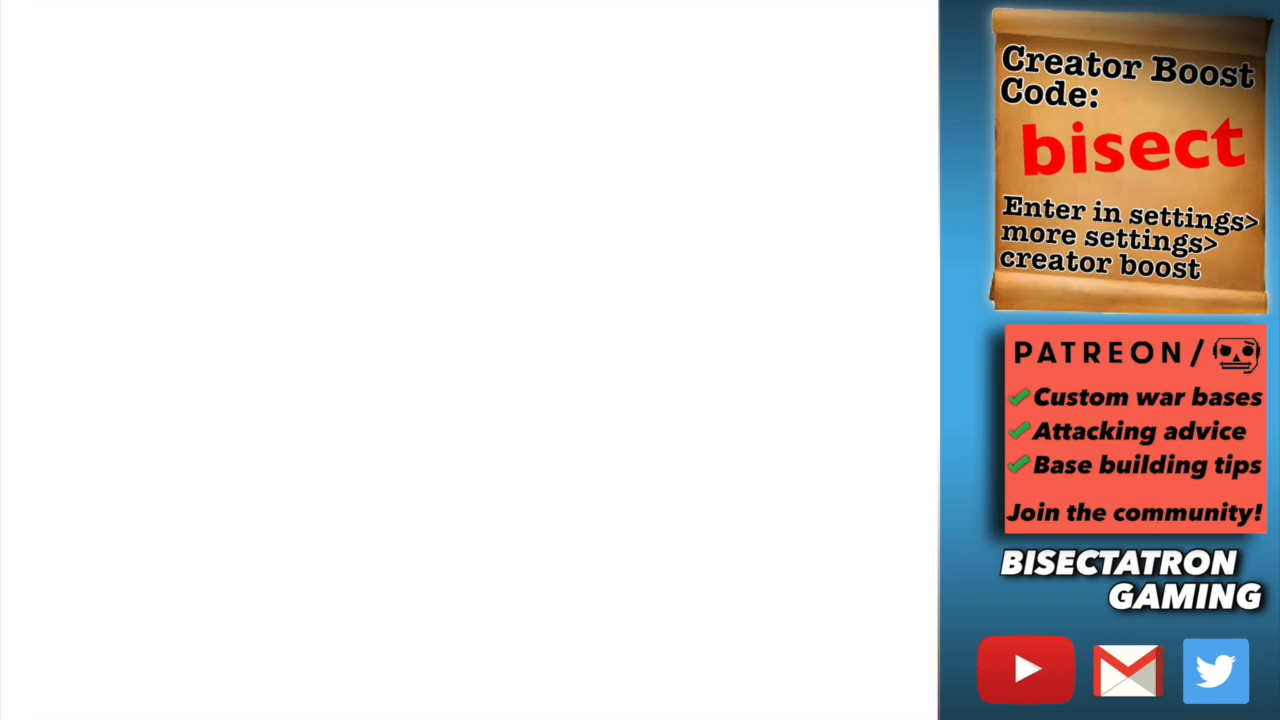 Creator Boost
Code:
bisect
Enter in settings>
more settings>
creator boost
PATREON/
Custom war bases
Attacking advice
Base building tips
Join the community!
BISECTATRON
GAMING